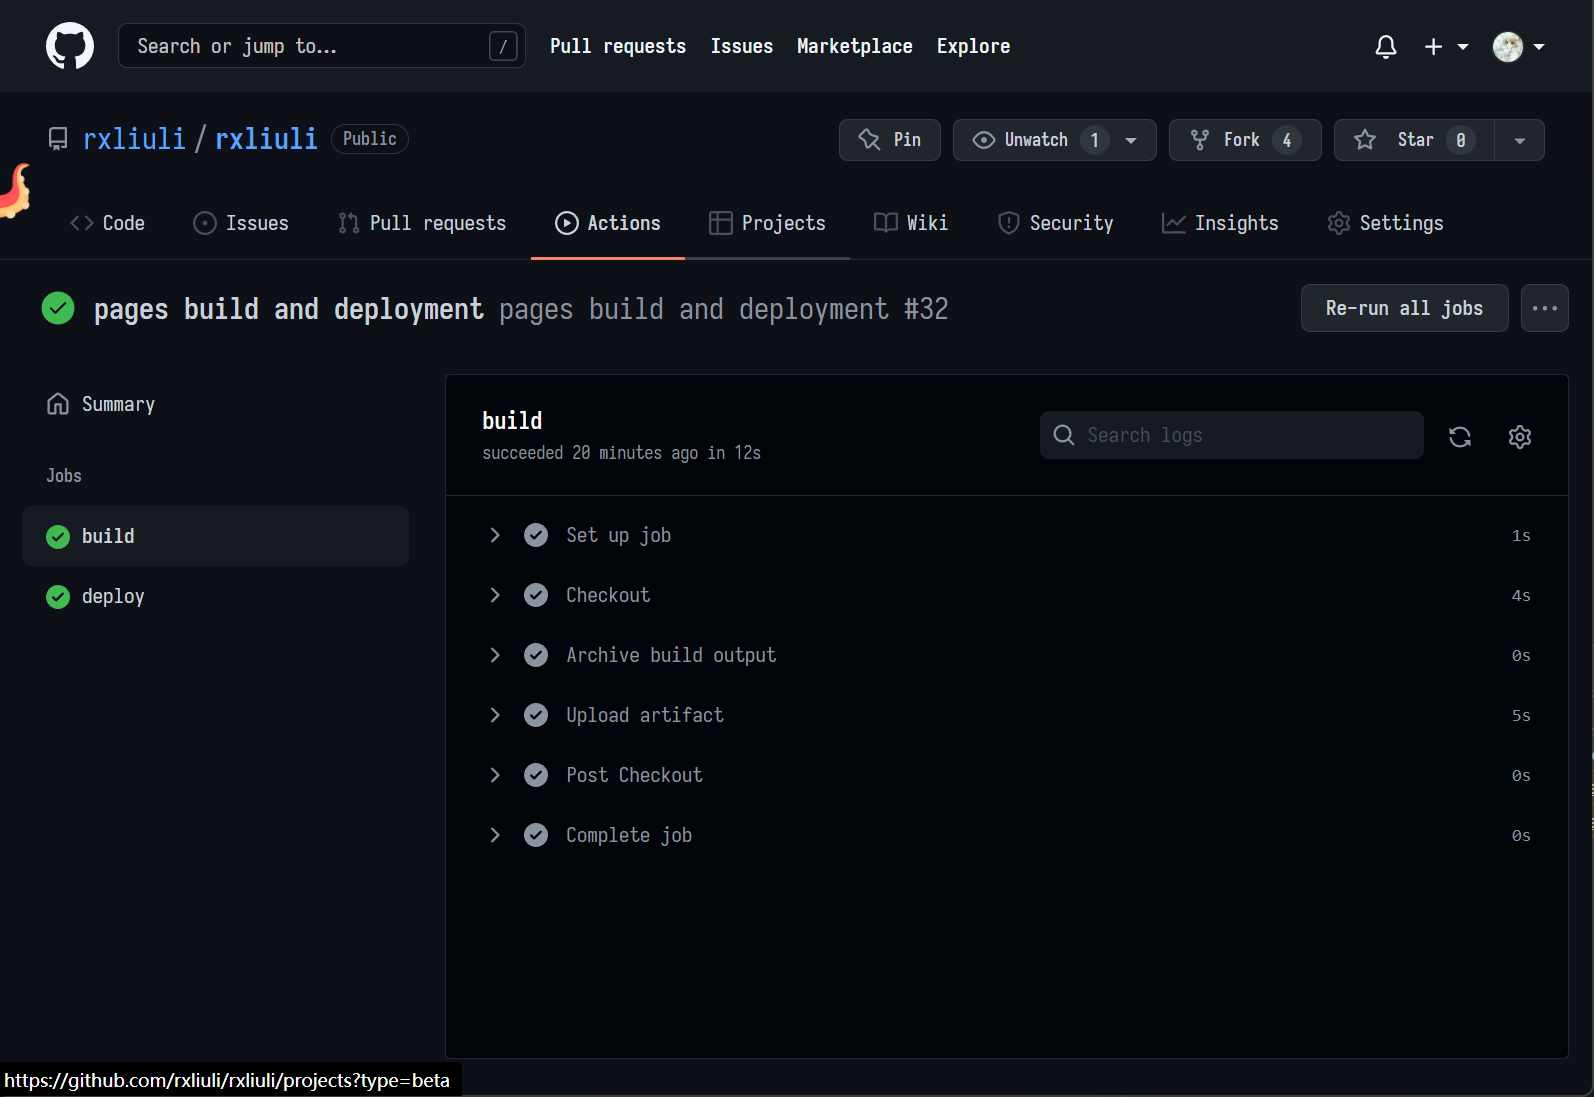 Search or jump to... /
Pull requests Issues Marketplace Explore
rxliuli / rxliuli Public
Pin Unwatch 1 Fork 4 Star 0
Code Issues Pull requests Actions Projects Wiki Security Insights Settings
pages build and deployment pages build and deployment #32
Re-run all jobs
Summary
Jobs
build
deploy
build
succeeded 20 minutes ago in 12s
Search logs
Set up job 1s
Checkout 4s
Archive build output 0s
Upload artifact 5s
Post Checkout 0s
Complete job 0s
https://github.com/rxliuli/rxliuli/projects?type=beta